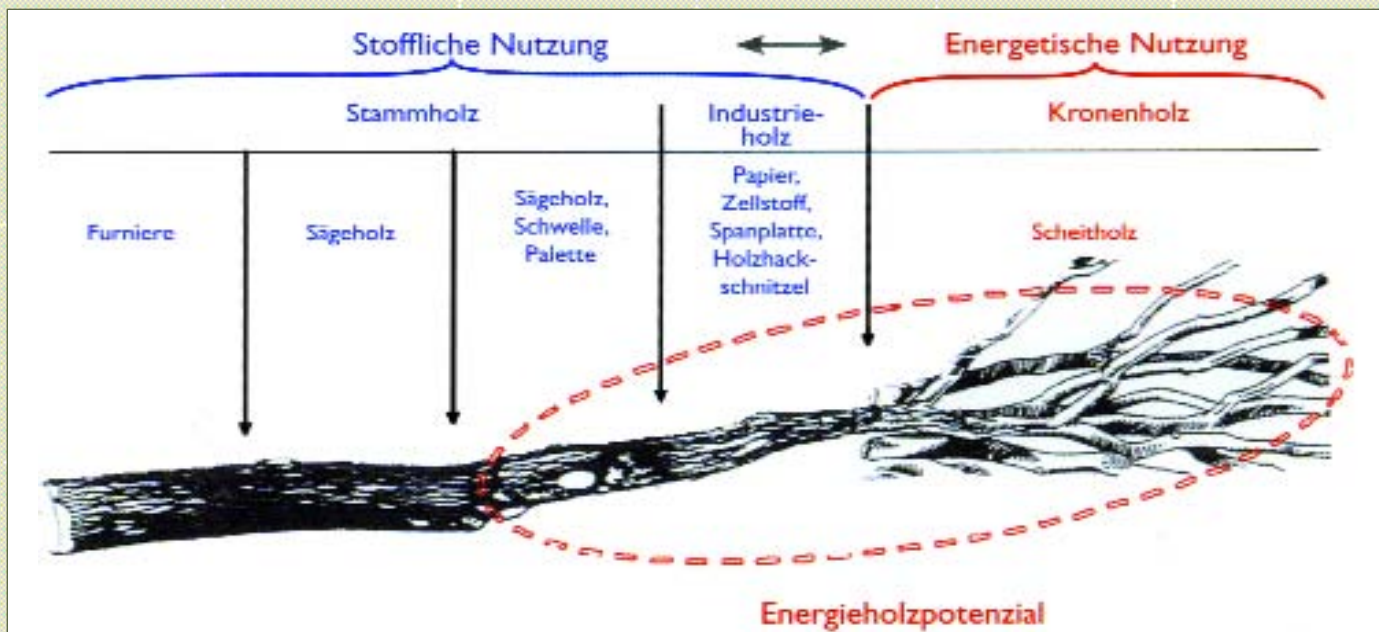 Stoffliche Nutzung
Energetische Nutzung
Stammholz
Industrie-
holz
Kronenholz
Furniere
Sägeholz
Sägeholz,
Schwelle,
Palette
Papier,
Zellstoff,
Spanplatte,
Holzhack-
schnitzel
Scheitholz
Energieholzpotenzial